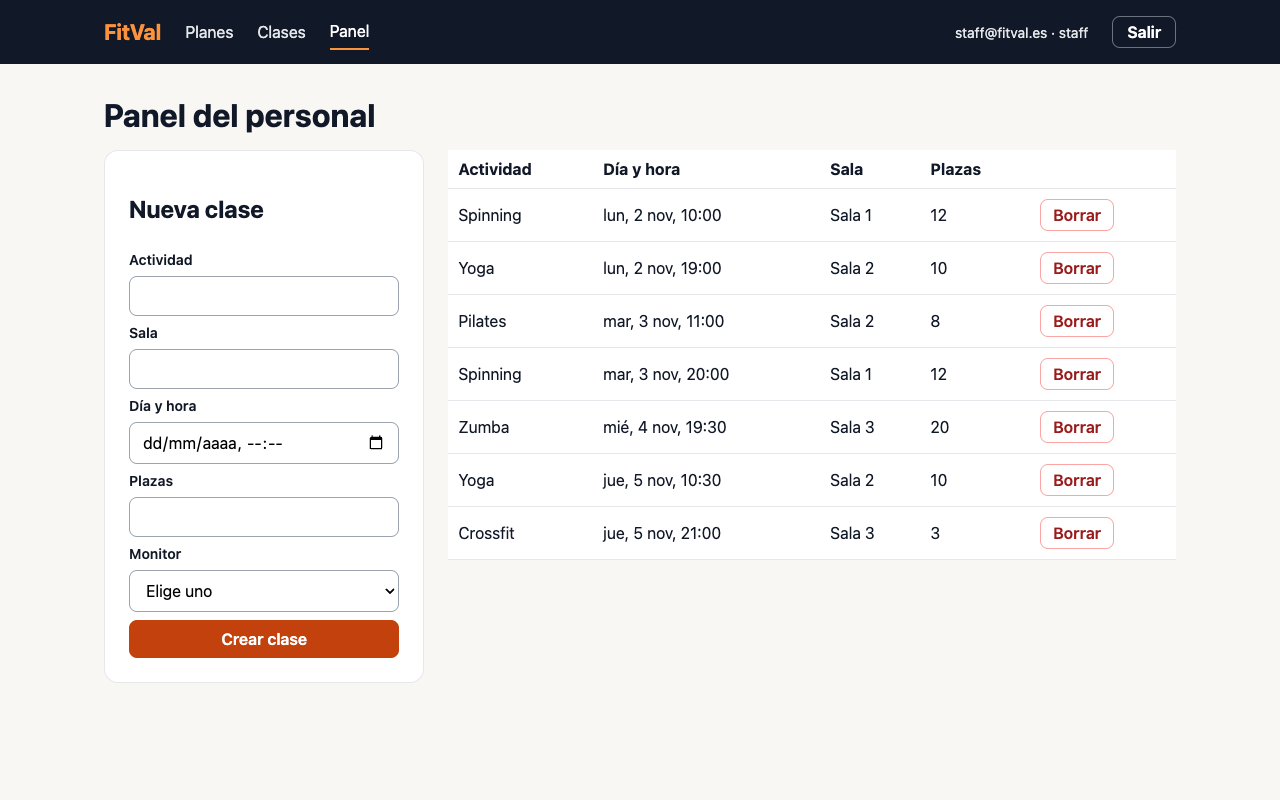 FitVal Planes Clases Panel staff@fitval.es · staff Salir
Panel del personal
Nueva clase
Actividad
Sala
Día y hora
dd/mm/aaaa, --:--
Plazas
Monitor
Elige uno
Crear clase
Actividad Día y hora Sala Plazas
Spinning lun, 2 nov, 10:00 Sala 1 12 Borrar
Yoga lun, 2 nov, 19:00 Sala 2 10 Borrar
Pilates mar, 3 nov, 11:00 Sala 2 8 Borrar
Spinning mar, 3 nov, 20:00 Sala 1 12 Borrar
Zumba mié, 4 nov, 19:30 Sala 3 20 Borrar
Yoga jue, 5 nov, 10:30 Sala 2 10 Borrar
Crossfit jue, 5 nov, 21:00 Sala 3 3 Borrar